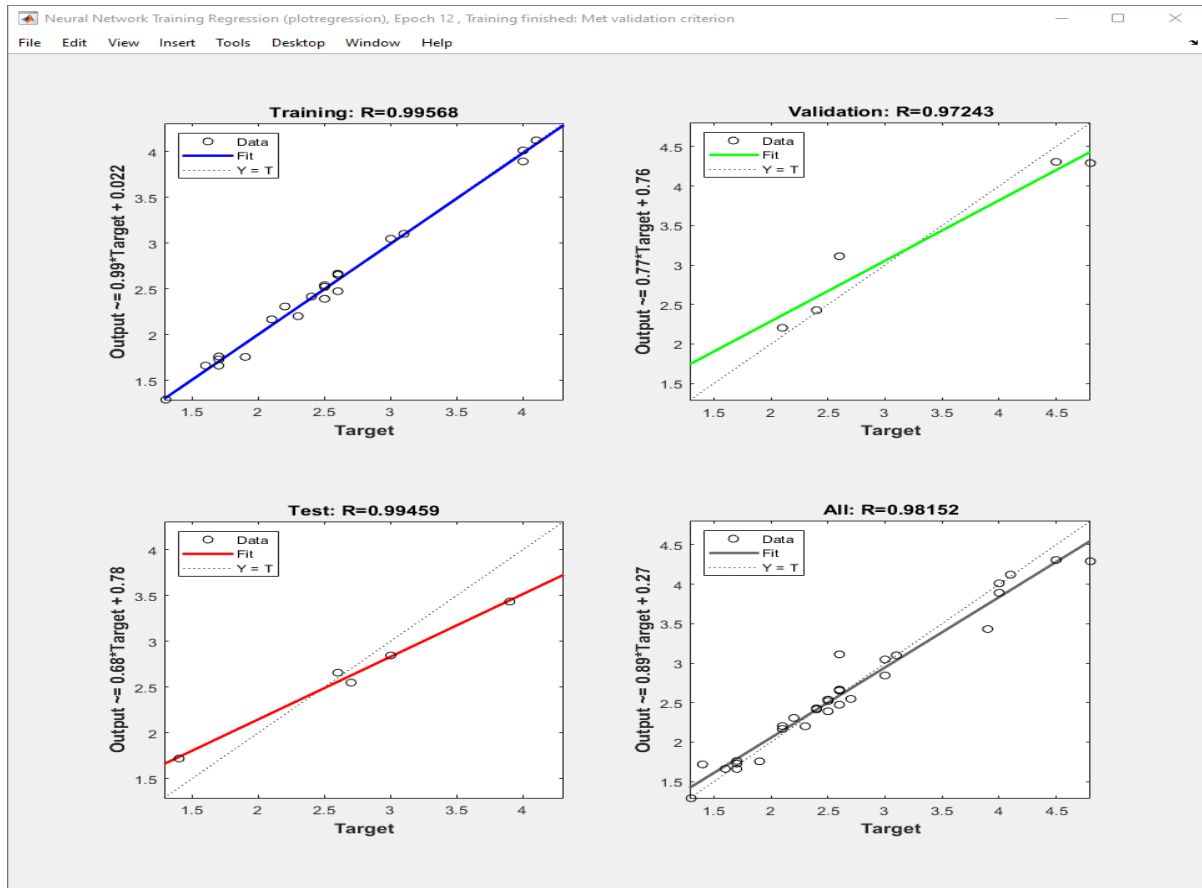 Neural Network Training Regression (plotregression), Epoch 12, Training finished: Met validation criterion
File Edit View Insert Tools Desktop Window Help
Training: R=0.99568
Data
Fit
Y = T
Output ~= 0.99*Target + 0.022
4
3.5
3
2.5
2
1.5
1.5 2 2.5 3 3.5 4
Target
Validation: R=0.97243
Data
Fit
Y = T
Output ~= 0.77*Target + 0.76
4.5
4
3.5
3
2.5
2
1.5
1.5 2 2.5 3 3.5 4 4.5
Target
Test: R=0.99459
Data
Fit
Y = T
Output ~= 0.68*Target + 0.78
4
3.5
3
2.5
2
1.5
1.5 2 2.5 3 3.5 4
Target
All: R=0.98152
Data
Fit
Y = T
Output ~= 0.89*Target + 0.27
4.5
4
3.5
3
2.5
2
1.5
1.5 2 2.5 3 3.5 4 4.5
Target